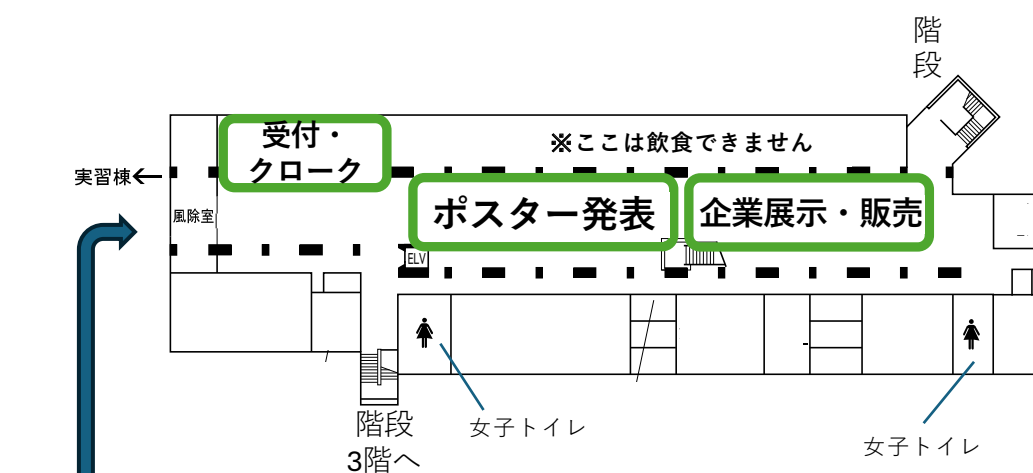 階
段
受付・
クローク
※ここは飲食できません
実習棟
ポスター発表
企業展示・販売
風除室
ELV
階段
3階へ
女子トイレ
女子トイレ